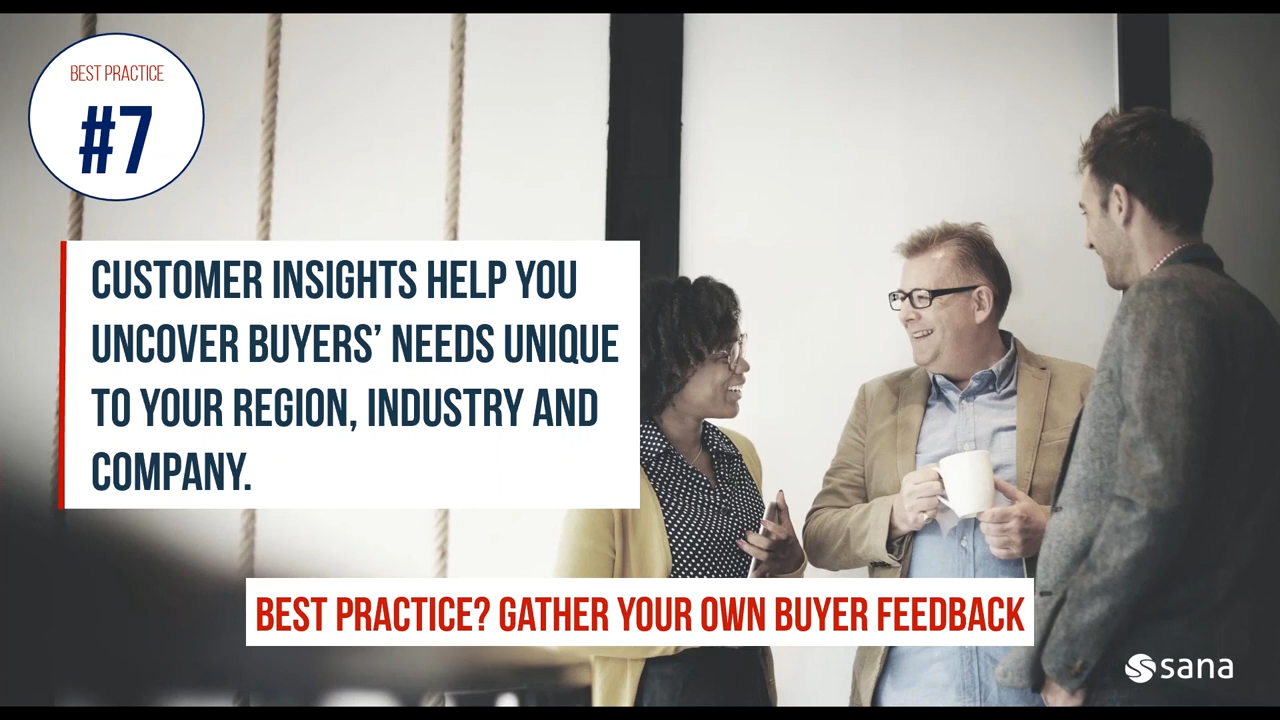 BEST PRACTICE
#7
CUSTOMER INSIGHTS HELP YOU
UNCOVER BUYERS’ NEEDS UNIQUE
TO YOUR REGION, INDUSTRY AND
COMPANY.
BEST PRACTICE? GATHER YOUR OWN BUYER FEEDBACK
sana